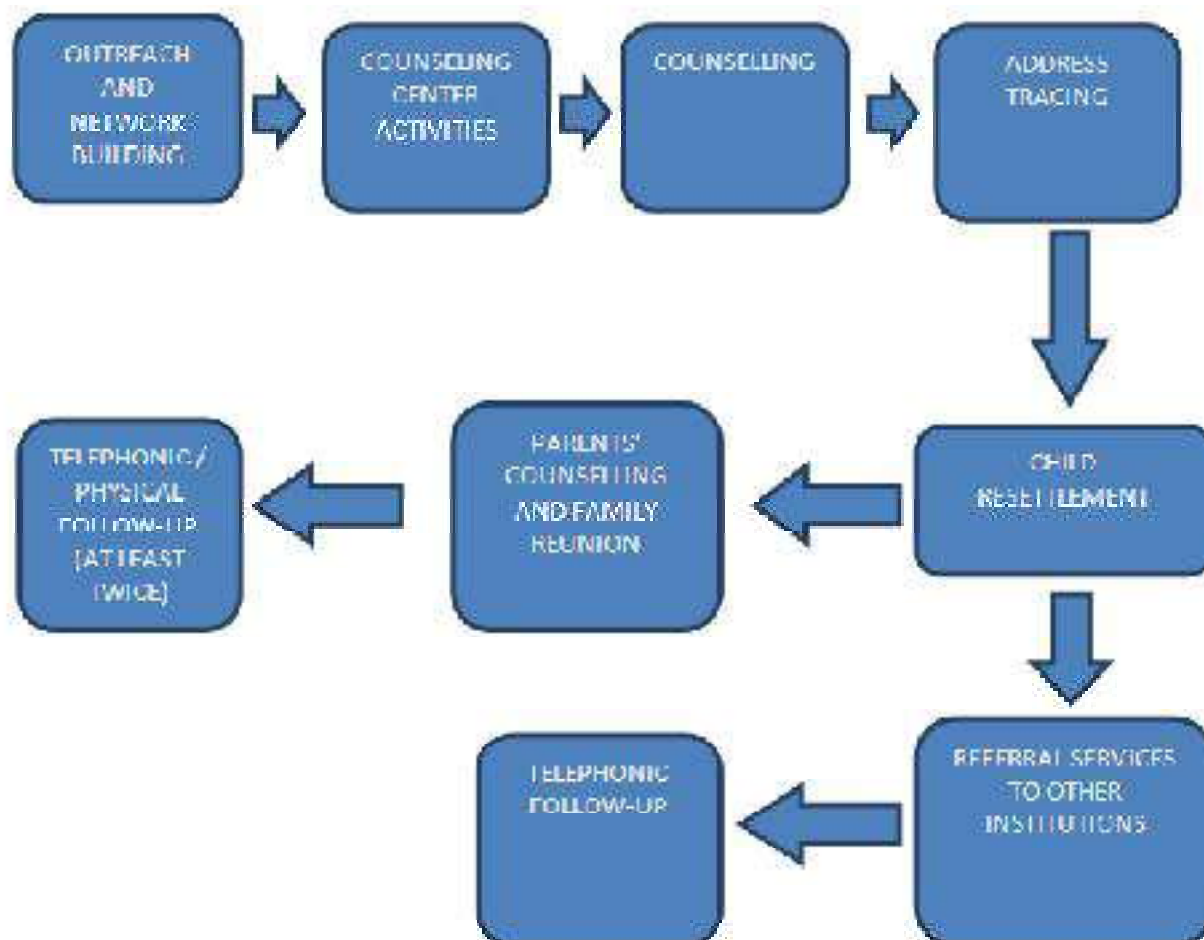 OUTREACH
AND
NETWORK
BUILDING
COUNSELING
CENTER
ACTIVITIES
COUNSELLING
ADDRESS
TRACING
CHILD
RESETTLEMENT
PARENTS'
COUNSELLING
AND FAMILY
REUNION
TELEPHONIC /
PHYSICAL
FOLLOW-UP
(AT LEAST
TWICE)
REFERRAL SERVICES
TO OTHER
INSTITUTIONS
TELEPHONIC
FOLLOW-UP